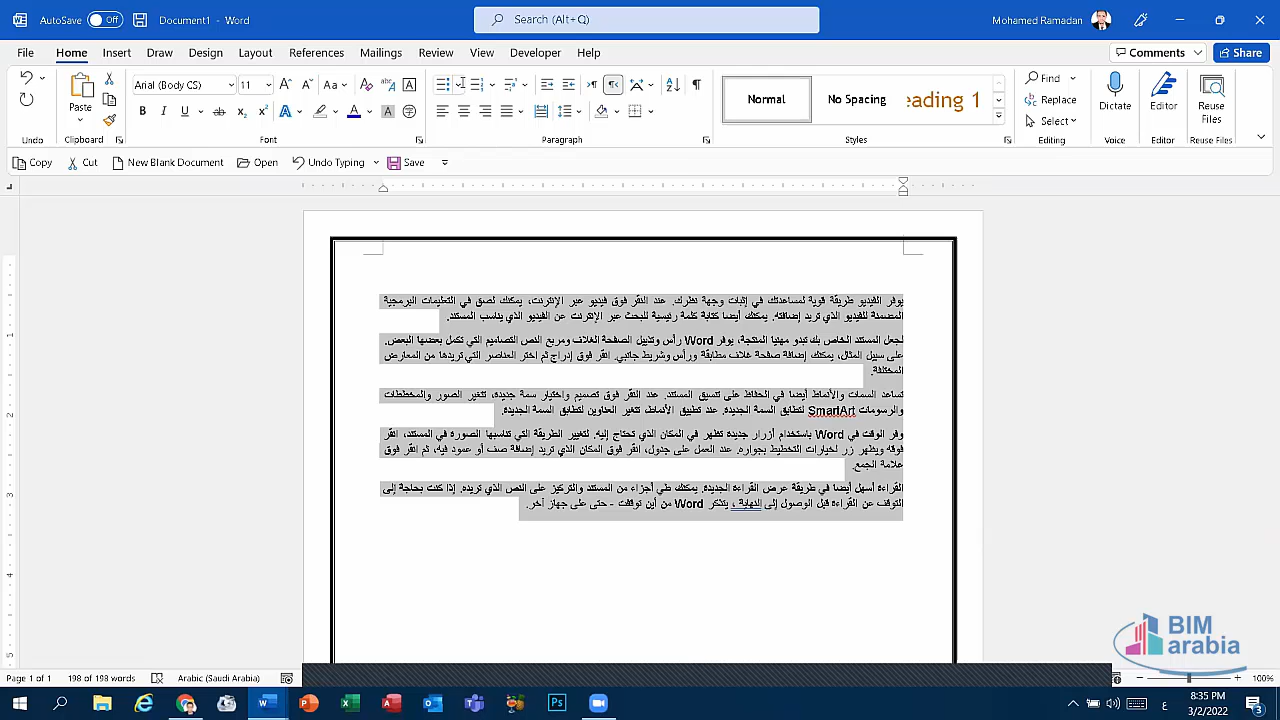 AutoSave Off Document1 - Word Search (Alt+Q) Mohamed Ramadan
File Home Insert Draw Design Layout References Mailings Review View Developer Help Comments Share
Arial (Body CS) 11 Aa
Paste
B I U ab x₂ x² A
Normal No Spacing eading 1
Find
Replace
Select
Dictate Editor Reuse Files
Clipboard Font Paragraph Styles Editing Voice Editor Reuse Files
Copy Cut New Blank Document Open Undo Typing Save
يوفر الفيديو طريقة قوية لمساعدتك في إثبات وجهة نظرك. عند النقر فوق فيديو عبر الإنترنت، يمكنك لصق في التعليمات البرمجية
المضمنة للفيديو الذي تريد إضافته. يمكنك أيضا كتابة كلمة رئيسية للبحث عبر الإنترنت عن الفيديو الذي يناسب المستند.
لجعل المستند الخاص بك تبدو مهنيا المنتجة، يوفر Word رأس وتذييل الصفحة الغلاف ومربع النص التصاميم التي تكمل بعضها البعض.
على سبيل المثال، يمكنك إضافة صفحة غلاف مطابقة ورأس وشريط جانبي. انقر فوق إدراج ثم اختر العناصر التي تريدها من المعارض
المختلفة.
تساعد السمات والأنماط أيضا في الحفاظ على تنسيق المستند. عند النقر فوق تصميم واختيار سمة جديدة، تتغير الصور والمخططات
والرسومات SmartArt لتطابق السمة الجديدة. عند تطبيق الأنماط، تتغير العناوين لتطابق السمة الجديدة.
وفر الوقت في Word باستخدام أزرار جديدة تظهر في المكان الذي تحتاج إليه. لتغيير الطريقة التي تناسبها الصورة في المستند، انقر
فوقه ويظهر زر لخيارات التخطيط بجواره. عند العمل على جدول، انقر فوق المكان الذي تريد إضافة صف أو عمود فيه، ثم انقر فوق
علامة الجمع.
القراءة أسهل أيضا في طريقة عرض القراءة الجديدة. يمكنك طي أجزاء من المستند والتركيز على النص الذي تريده. إذا كنت بحاجة إلى
التوقف عن القراءة قبل الوصول إلى النهاية ، يتذكر Word من أين توقفت - حتى على جهاز آخر.
BIM
arabia
Page 1 of 1 198 of 198 words Arabic (Saudi Arabia) 100%
8:35 PM
3/2/2022